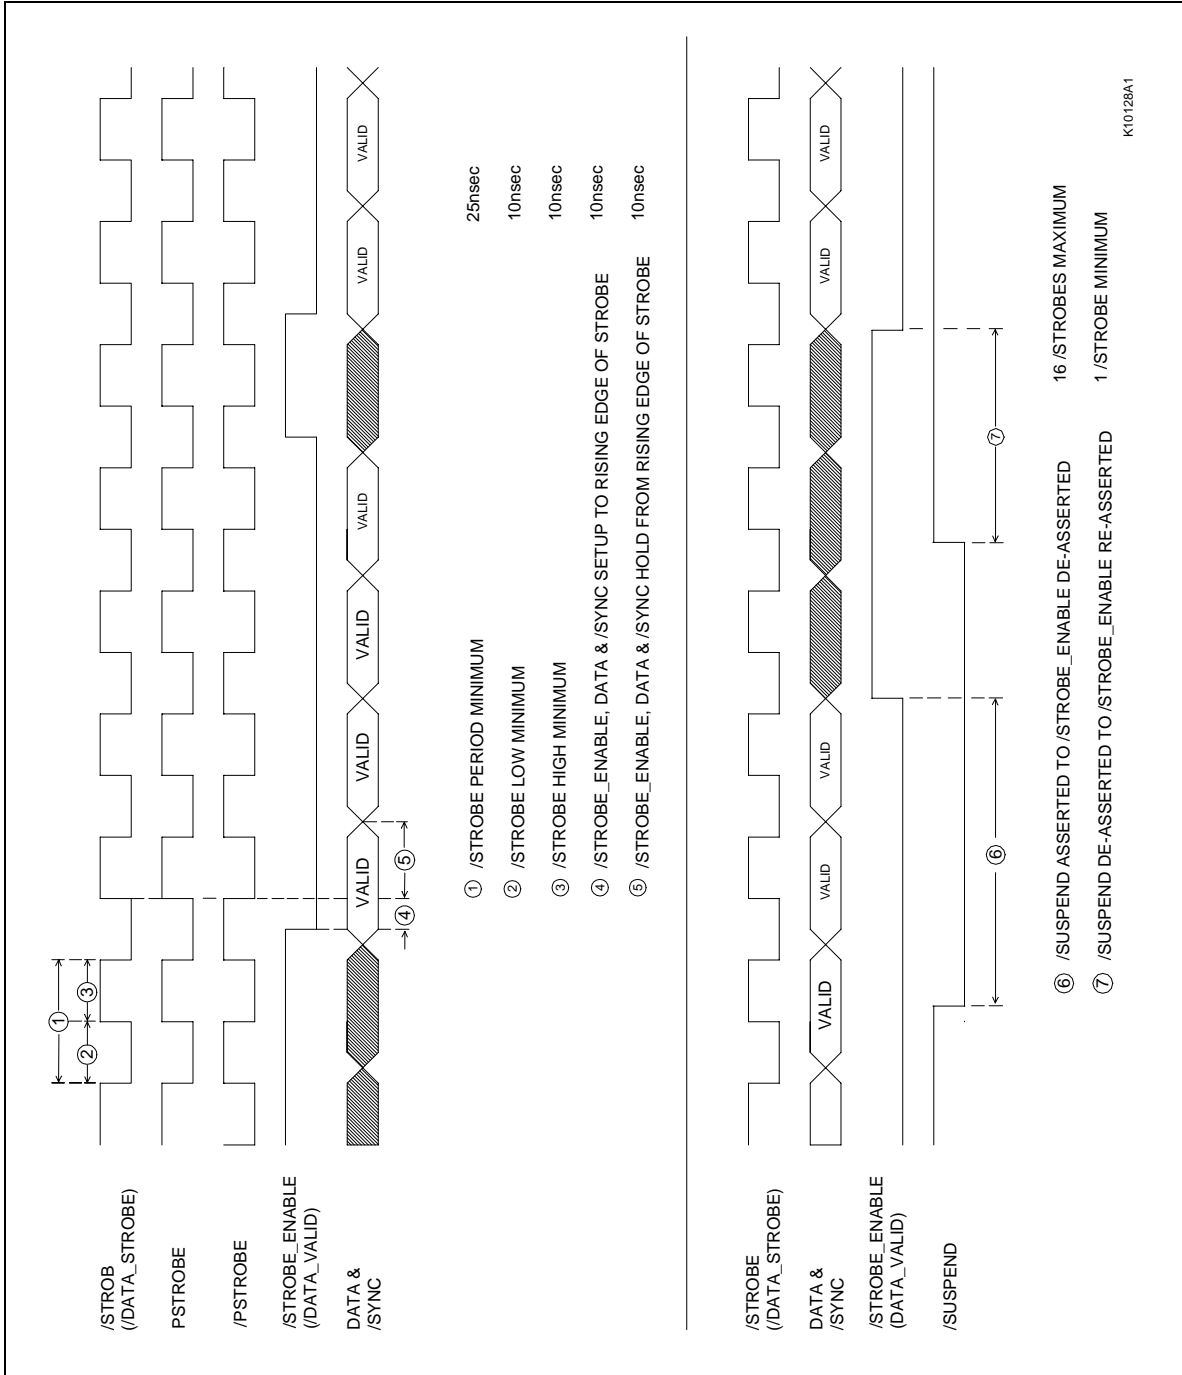 ①
②
③
/STROB
(/DATA_STROBE)
PSTROBE
/PSTROBE
/STROBE_ENABLE
(/DATA_VALID)
DATA &
/SYNC
VALID
VALID
VALID
VALID
VALID
VALID
④
⑤
① /STROBE PERIOD MINIMUM 25nsec
② /STROBE LOW MINIMUM 10nsec
③ /STROBE HIGH MINIMUM 10nsec
④ /STROBE_ENABLE, DATA & /SYNC SETUP TO RISING EDGE OF STROBE 10nsec
⑤ /STROBE_ENABLE, DATA & /SYNC HOLD FROM RISING EDGE OF STROBE 10nsec
/STROBE
(/DATA_STROBE)
DATA &
/SYNC
VALID
VALID
VALID
VALID
VALID
/STROBE_ENABLE
(DATA_VALID)
/SUSPEND
⑥
⑦
⑥ /SUSPEND ASSERTED TO /STROBE_ENABLE DE-ASSERTED 16 /STROBES MAXIMUM
⑦ /SUSPEND DE-ASSERTED TO /STROBE_ENABLE RE-ASSERTED 1 /STROBE MINIMUM
K10128A1